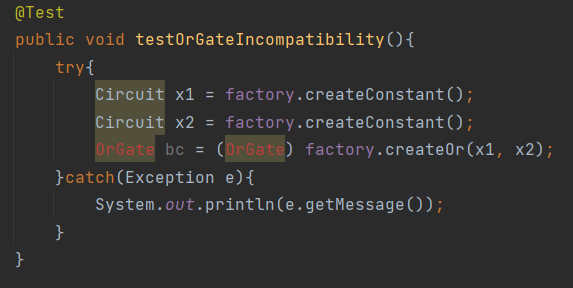 @Test
public void testOrGateIncompatibility(){
try{
Circuit x1 = factory.createConstant();
Circuit x2 = factory.createConstant();
OrGate bc = (OrGate) factory.createOr(x1, x2);
}catch(Exception e){
System.out.println(e.getMessage());
}
}